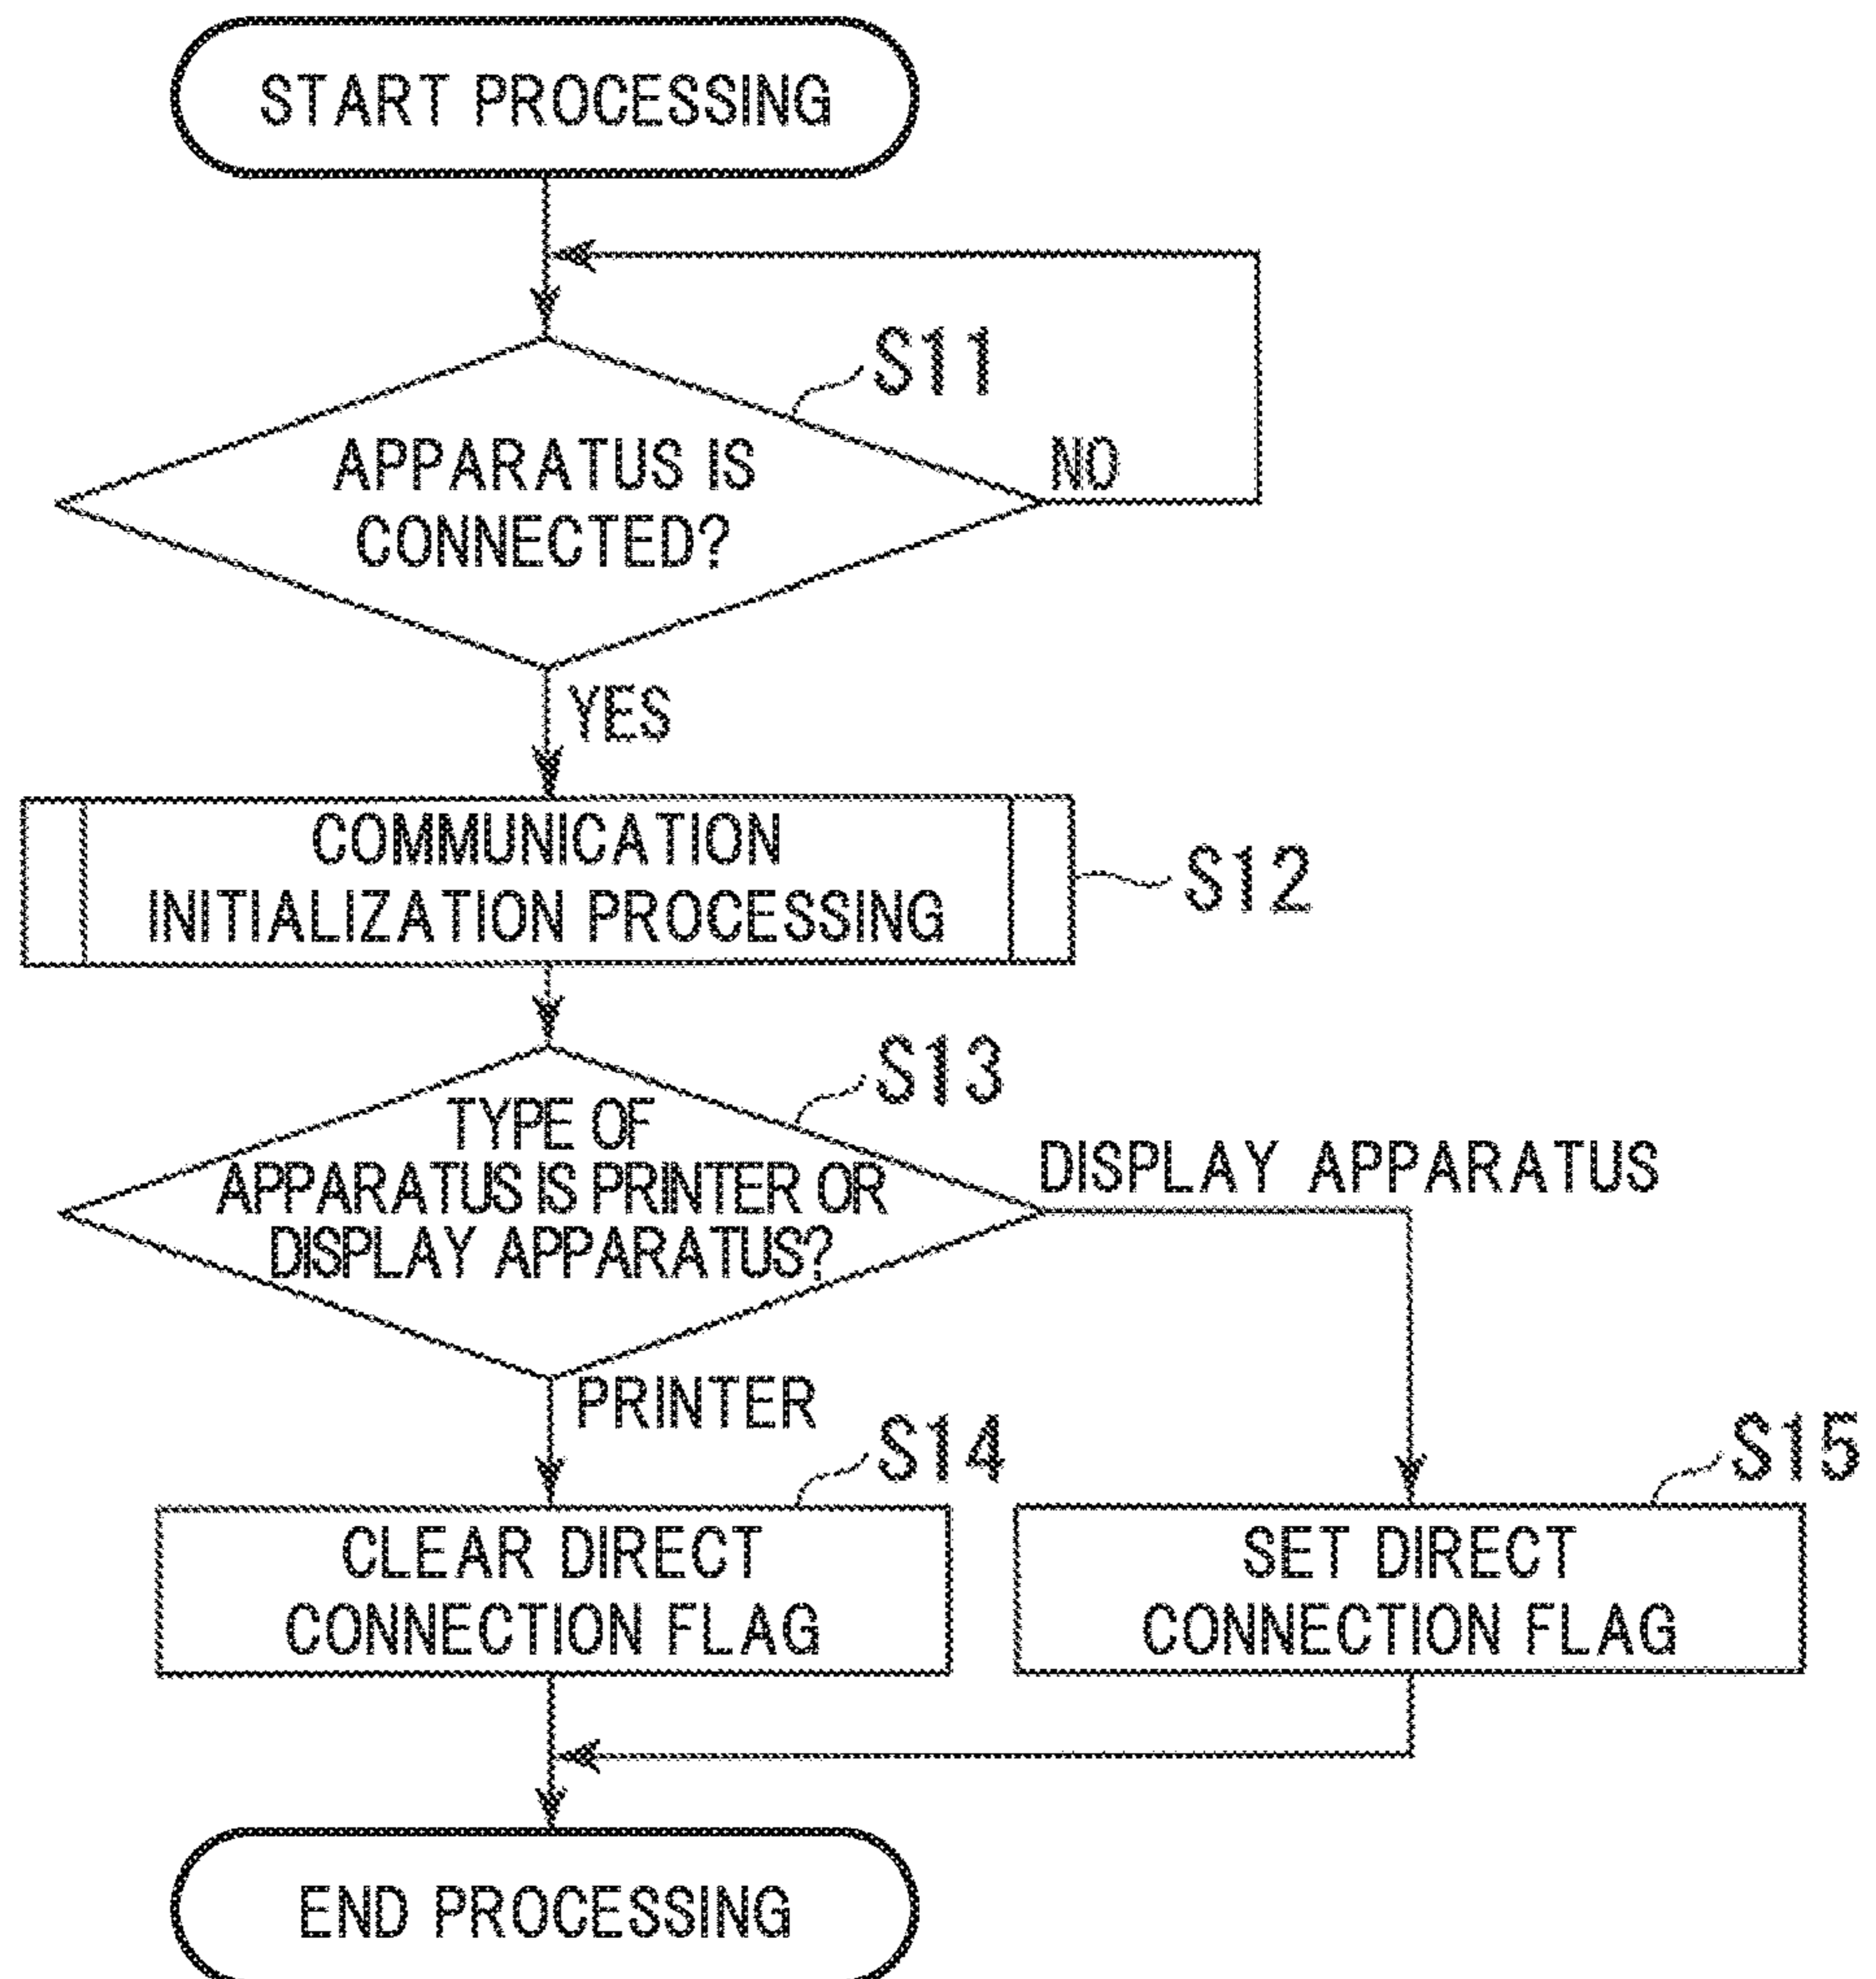 START PROCESSING
S11
APPARATUS IS
CONNECTED?
NO
YES
COMMUNICATION
INITIALIZATION PROCESSING
S12
S13
TYPE OF
APPARATUS IS PRINTER OR
DISPLAY APPARATUS?
DISPLAY APPARATUS
PRINTER
S14
CLEAR DIRECT
CONNECTION FLAG
S15
SET DIRECT
CONNECTION FLAG
END PROCESSING